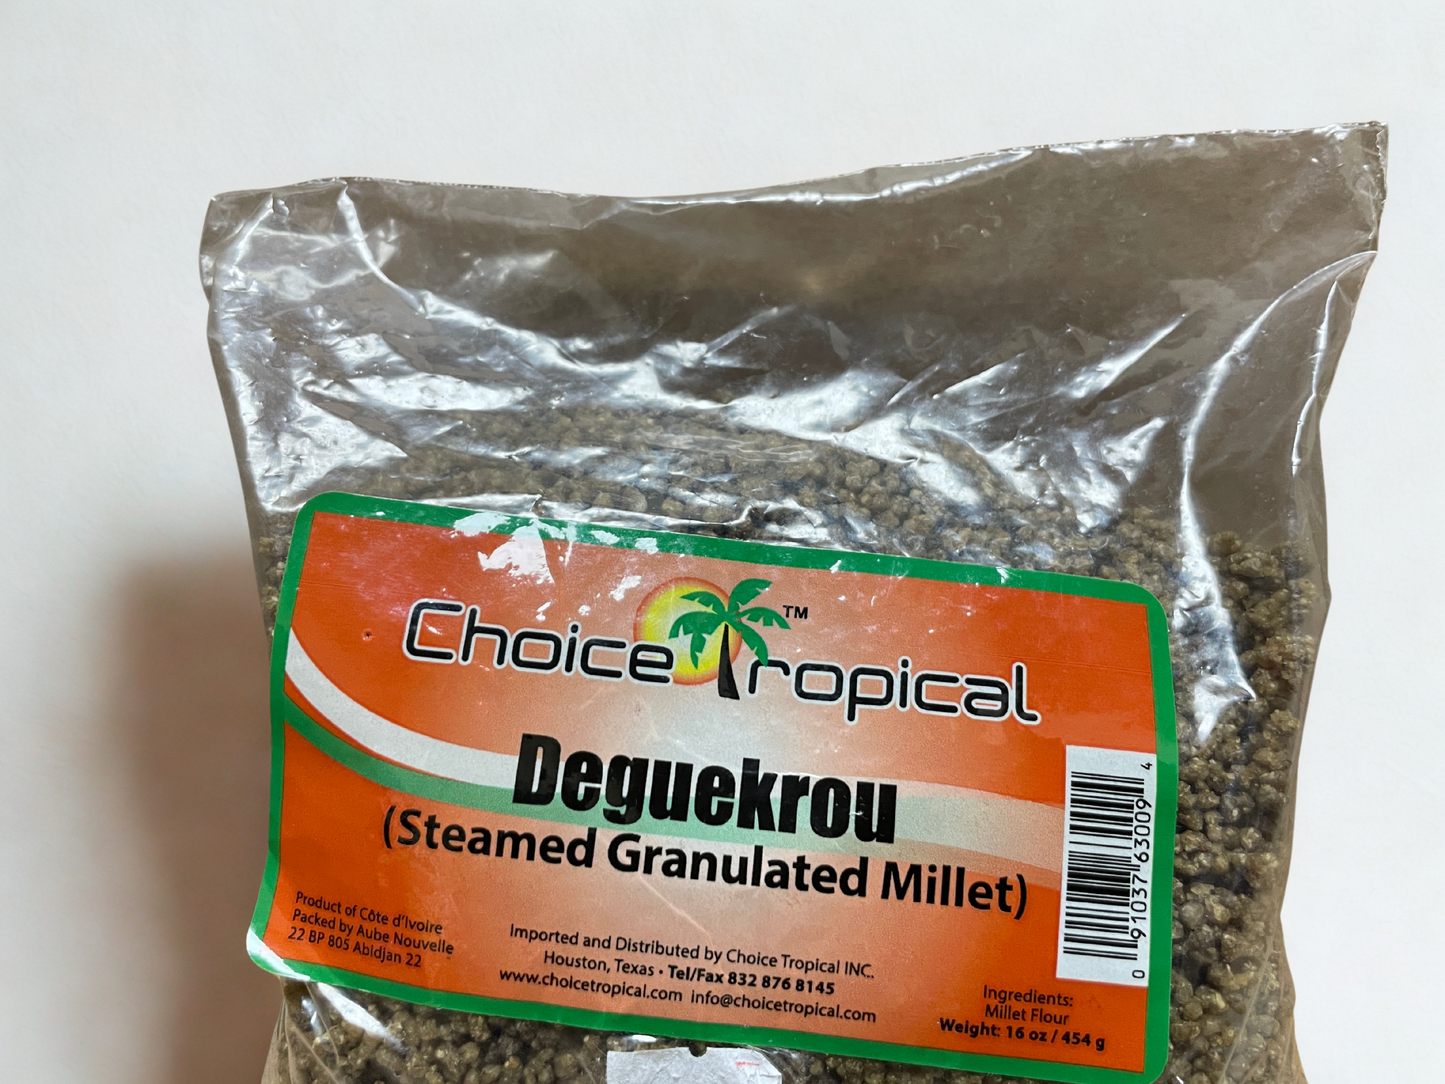 Choice Tropical™
Deguekrou
(Steamed Granulated Millet)
Product of Côte d'Ivoire
Packed by Aube Nouvelle
22 BP 805 Abidjan 22
Imported and Distributed by Choice Tropical INC.
Houston, Texas • Tel/Fax 832 876 8145
www.choicetropical.com info@choicetropical.com
Ingredients:
Millet Flour
Weight: 16 oz / 454 g
0 91037 63009 4